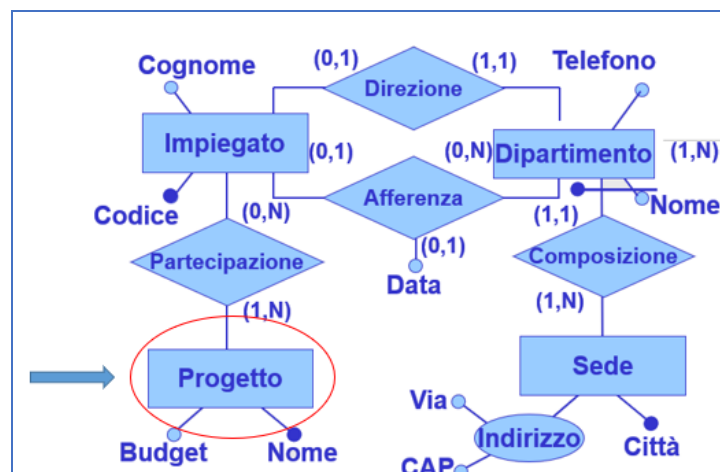 Cognome
(0,1)
(1,1)
Telefono
Direzione
Impiegato
(0,1)
(0,N)
Dipartimento
(1,N)
Afferenza
Codice
(0,N)
(1,1)
Nome
Partecipazione
(0,1)
Composizione
Data
(1,N)
(1,N)
Progetto
Sede
Via
Indirizzo
Budget
Nome
Città
CAP